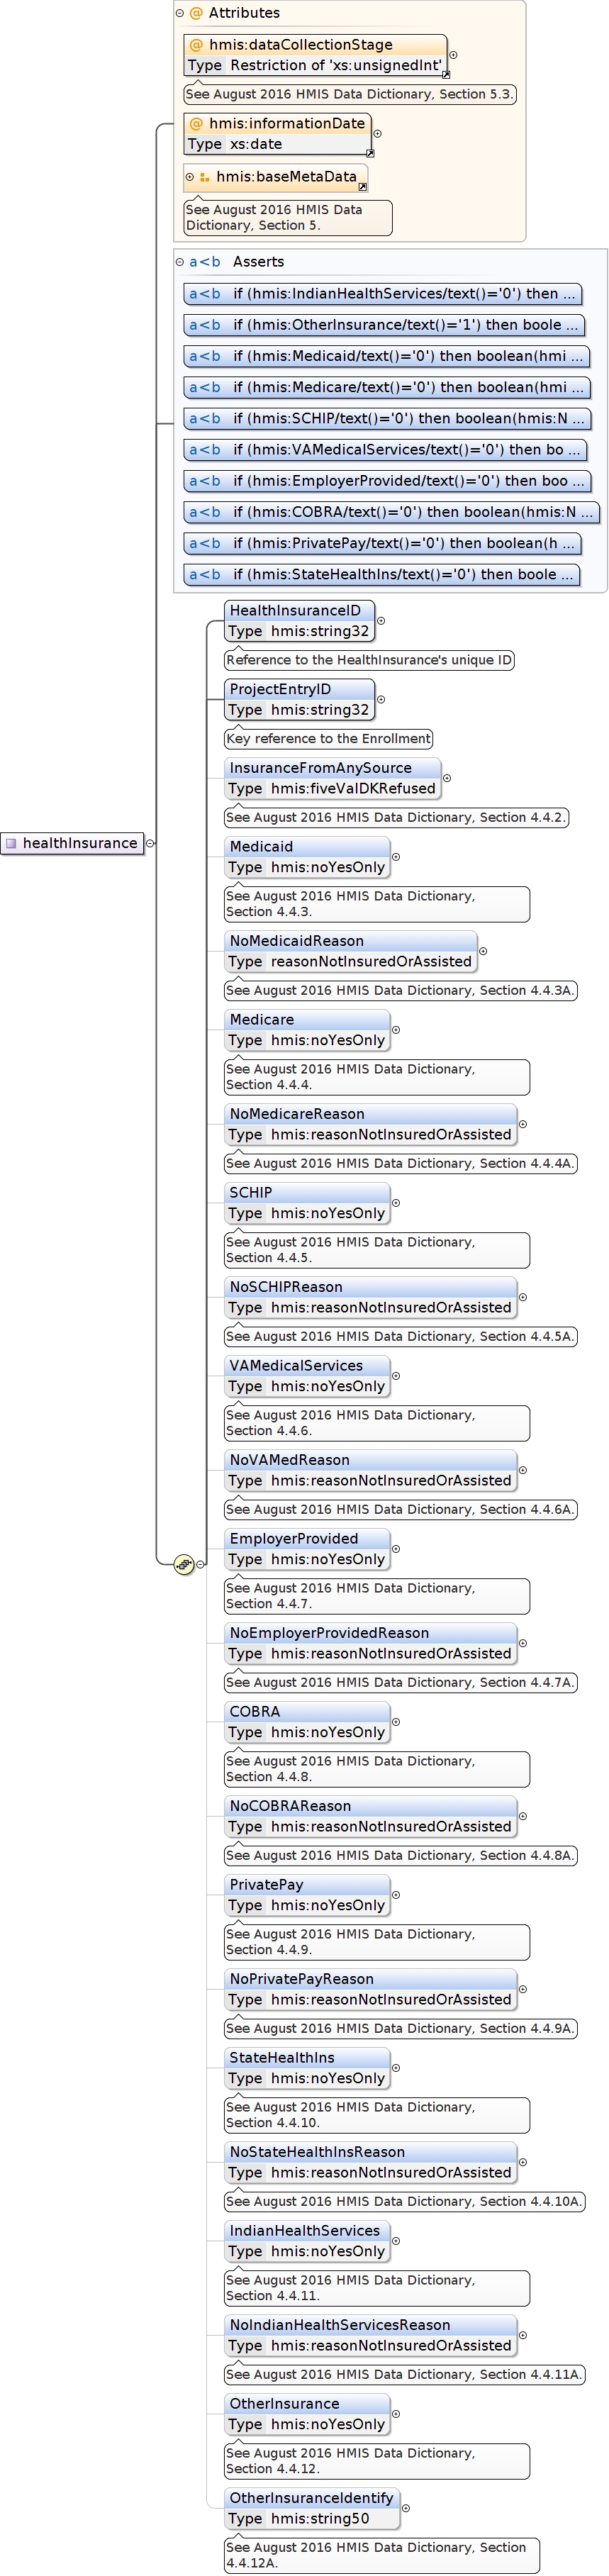 @ Attributes
@ hmis:dataCollectionStage
Type Restriction of 'xs:unsignedInt'
See August 2016 HMIS Data Dictionary, Section 5.3.
@ hmis:informationDate
Type xs:date
hmis:baseMetaData
See August 2016 HMIS Data
Dictionary, Section 5.
a<b Asserts
a<b if (hmis:IndianHealthServices/text()='0') then ...
a<b if (hmis:OtherInsurance/text()='1') then boole ...
a<b if (hmis:Medicaid/text()='0') then boolean(hmi ...
a<b if (hmis:Medicare/text()='0') then boolean(hmi ...
a<b if (hmis:SCHIP/text()='0') then boolean(hmis:N ...
a<b if (hmis:VAMedicalServices/text()='0') then bo ...
a<b if (hmis:EmployerProvided/text()='0') then boo ...
a<b if (hmis:COBRA/text()='0') then boolean(hmis:N ...
a<b if (hmis:PrivatePay/text()='0') then boolean(h ...
a<b if (hmis:StateHealthIns/text()='0') then boole ...
HealthInsuranceID
Type hmis:string32
Reference to the HealthInsurance's unique ID
ProjectEntryID
Type hmis:string32
Key reference to the Enrollment
InsuranceFromAnySource
Type hmis:fiveValDKRefused
See August 2016 HMIS Data Dictionary, Section 4.4.2.
healthInsurance
Medicaid
Type hmis:noYesOnly
See August 2016 HMIS Data Dictionary,
Section 4.4.3.
NoMedicaidReason
Type reasonNotInsuredOrAssisted
See August 2016 HMIS Data Dictionary, Section 4.4.3A.
Medicare
Type hmis:noYesOnly
See August 2016 HMIS Data Dictionary,
Section 4.4.4.
NoMedicareReason
Type hmis:reasonNotInsuredOrAssisted
See August 2016 HMIS Data Dictionary, Section 4.4.4A.
SCHIP
Type hmis:noYesOnly
See August 2016 HMIS Data Dictionary,
Section 4.4.5.
NoSCHIPReason
Type hmis:reasonNotInsuredOrAssisted
See August 2016 HMIS Data Dictionary, Section 4.4.5A.
VAMedicalServices
Type hmis:noYesOnly
See August 2016 HMIS Data Dictionary,
Section 4.4.6.
NoVAMedReason
Type hmis:reasonNotInsuredOrAssisted
See August 2016 HMIS Data Dictionary, Section 4.4.6A.
EmployerProvided
Type hmis:noYesOnly
See August 2016 HMIS Data Dictionary,
Section 4.4.7.
NoEmployerProvidedReason
Type hmis:reasonNotInsuredOrAssisted
See August 2016 HMIS Data Dictionary, Section 4.4.7A.
COBRA
Type hmis:noYesOnly
See August 2016 HMIS Data Dictionary,
Section 4.4.8.
NoCOBRAReason
Type hmis:reasonNotInsuredOrAssisted
See August 2016 HMIS Data Dictionary, Section 4.4.8A.
PrivatePay
Type hmis:noYesOnly
See August 2016 HMIS Data Dictionary,
Section 4.4.9.
NoPrivatePayReason
Type hmis:reasonNotInsuredOrAssisted
See August 2016 HMIS Data Dictionary, Section 4.4.9A.
StateHealthIns
Type hmis:noYesOnly
See August 2016 HMIS Data Dictionary,
Section 4.4.10.
NoStateHealthInsReason
Type hmis:reasonNotInsuredOrAssisted
See August 2016 HMIS Data Dictionary, Section 4.4.10A.
IndianHealthServices
Type hmis:noYesOnly
See August 2016 HMIS Data Dictionary,
Section 4.4.11.
NoIndianHealthServicesReason
Type hmis:reasonNotInsuredOrAssisted
See August 2016 HMIS Data Dictionary, Section 4.4.11A.
OtherInsurance
Type hmis:noYesOnly
See August 2016 HMIS Data Dictionary,
Section 4.4.12.
OtherInsuranceIdentify
Type hmis:string50
See August 2016 HMIS Data Dictionary, Section
4.4.12A.